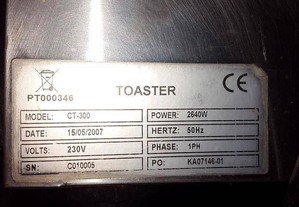 TOASTER
CE
PT000346
MODEL: CT-300 POWER: 2640W
DATE: 15/05/2007 HERTZ: 50Hz
VOLTS: 230V PHASE: 1PH
SN: C010005 PO: KA07146-01